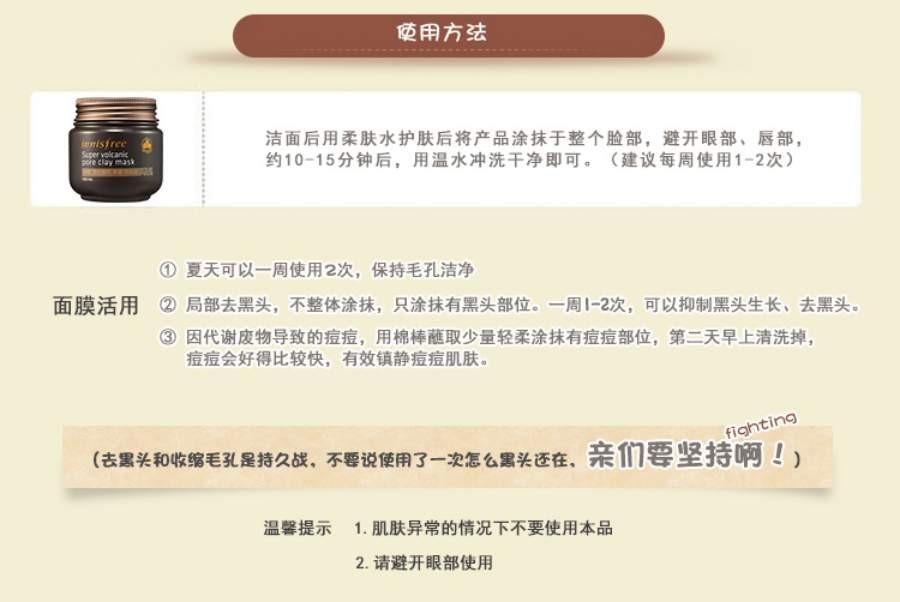 使用方法
innisfree
Super volcanic
pore clay mask
洁面后用柔肤水护肤后将产品涂抹于整个脸部，避开眼部、唇部，
约10-15分钟后，用温水冲洗干净即可。（建议每周使用1-2次）
面膜活用
① 夏天可以一周使用2次，保持毛孔洁净
② 局部去黑头，不整体涂抹，只涂抹有黑头部位。一周1-2次，可以抑制黑头生长、去黑头。
③ 因代谢废物导致的痘痘，用棉棒蘸取少量轻柔涂抹有痘痘部位，第二天早上清洗掉，
痘痘会好得比较快，有效镇静痘痘肌肤。
fighting
（去黑头和收缩毛孔是持久战，不要说使用了一次怎么黑头还在，亲们要坚持啊！）
温馨提示 1.肌肤异常的情况下不要使用本品
2.请避开眼部使用